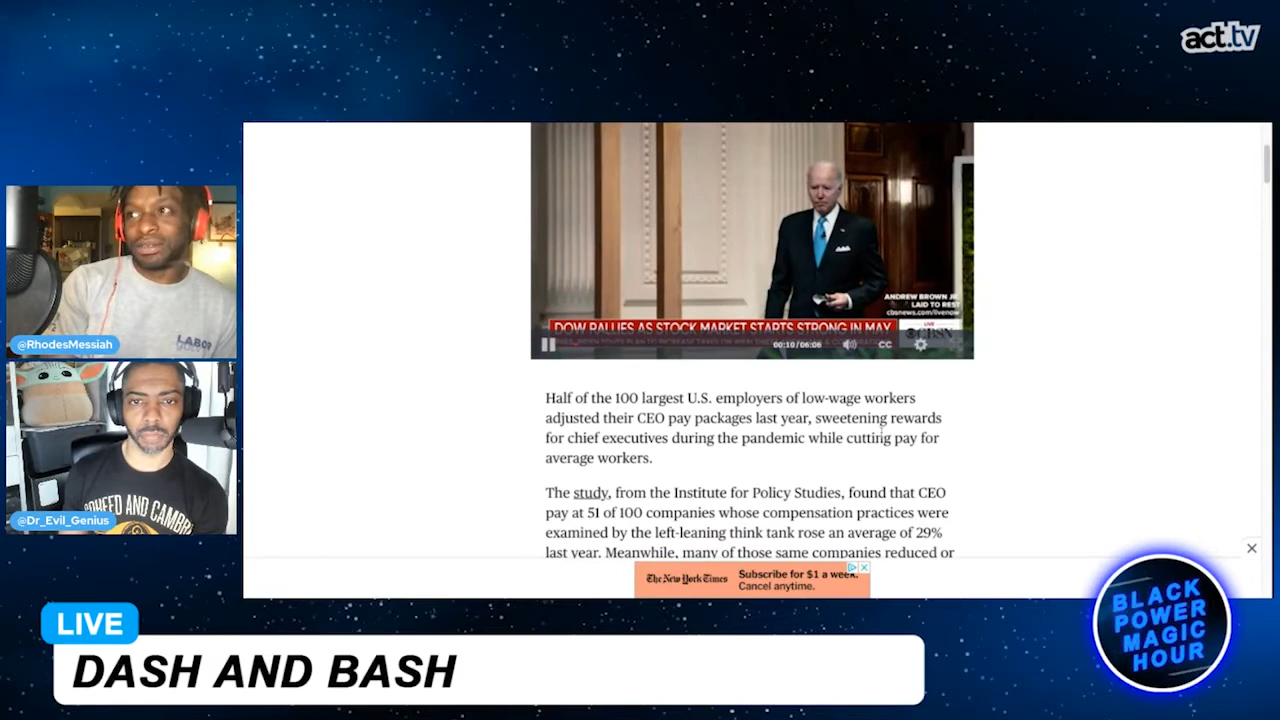 act.tv
ANDREW BROWN JR.
LAID TO REST
cbsnews.com/livenow
DOW RALLIES AS STOCK MARKET STARTS STRONG IN MAY
LIVE
CBSN
00:10/06:06
CC
@RhodesMessiah
LABOR
COHEED AND CAMBR
@Dr_Evil_Genius
Half of the 100 largest U.S. employers of low-wage workers
adjusted their CEO pay packages last year, sweetening rewards
for chief executives during the pandemic while cutting pay for
average workers.
The study, from the Institute for Policy Studies, found that CEO
pay at 51 of 100 companies whose compensation practices were
examined by the left-leaning think tank rose an average of 29%
last year. Meanwhile, many of those same companies reduced or
The New York Times
Subscribe for $1 a week.
Cancel anytime.
BLACK
POWER
MAGIC
HOUR
LIVE
DASH AND BASH